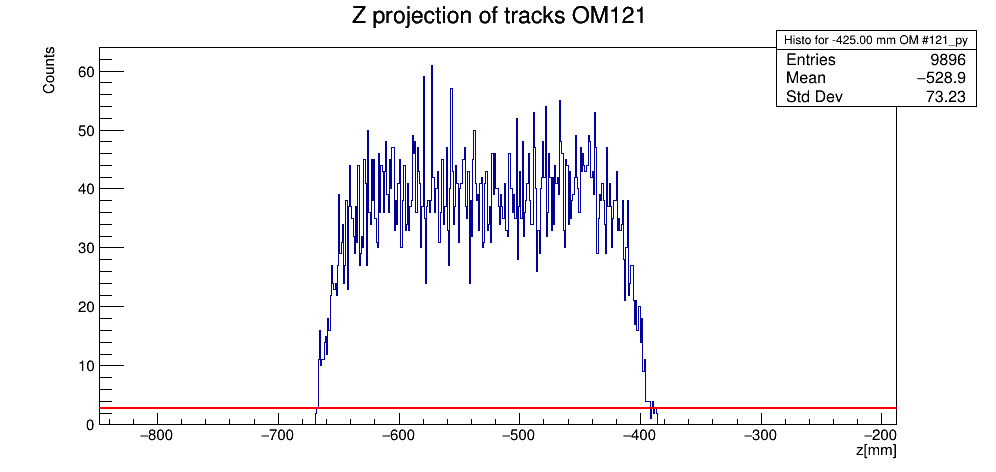 Z projection of tracks OM121
Histo for -425.00 mm OM #121_py
Entries 9896
Mean −528.9
Std Dev 73.23
Counts
60
50
40
30
20
10
0
−800 −700 −600 −500 −400 −300 −200
z[mm]